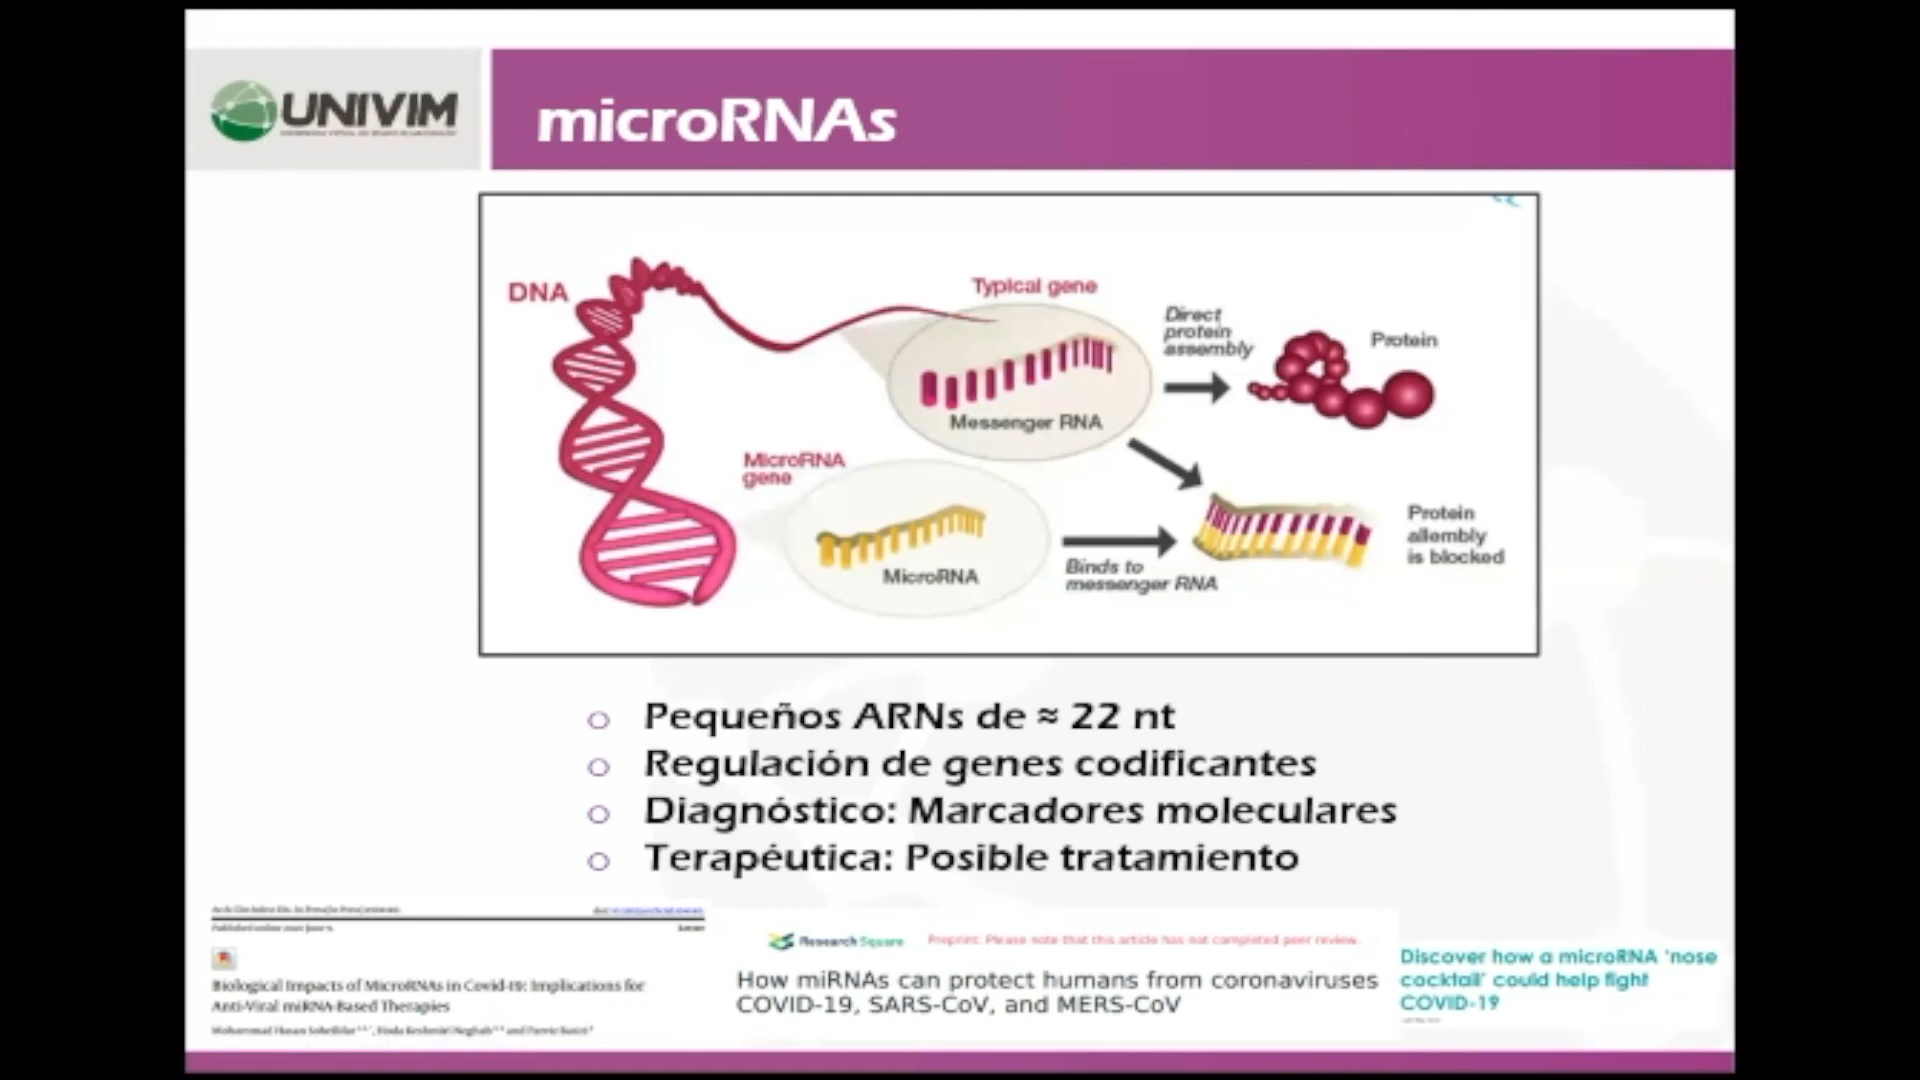 UNIVIM
microRNAs
DNA
Typical gene
Messenger RNA
Direct
protein
assembly
Protein
MicroRNA
gene
MicroRNA
Binds to
messenger RNA
Protein
allembly
is blocked
Pequeños ARNs de ≈ 22 nt
Regulación de genes codificantes
Diagnóstico: Marcadores moleculares
Terapéutica: Posible tratamiento
Biological Impacts of MicroRNAs in Covid-19: Implications for
Anti-Viral miRNA-Based Therapies
Research Square
Preprint: Please note that this article has not completed peer review.
How miRNAs can protect humans from coronaviruses
COVID-19, SARS-CoV, and MERS-CoV
Discover how a microRNA 'nose
cocktail' could help fight
COVID-19